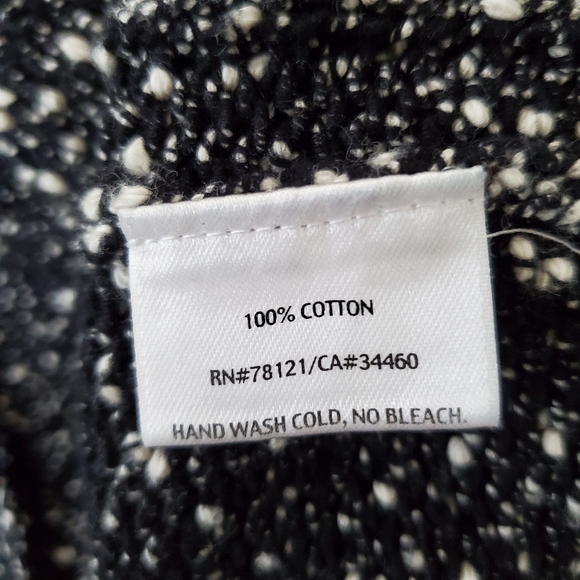 100% COTTON
RN#78121/CA#34460
HAND WASH COLD, NO BLEACH.